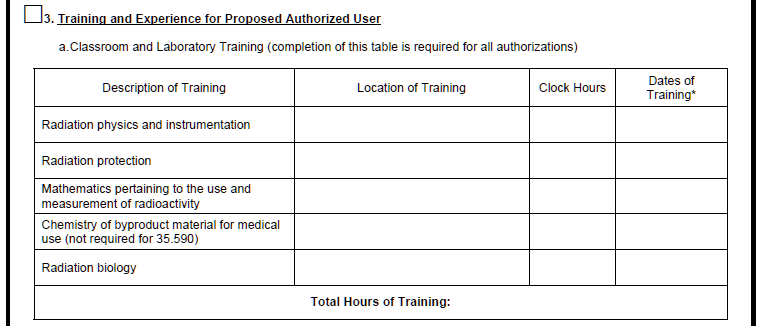 3. Training and Experience for Proposed Authorized User
a.Classroom and Laboratory Training (completion of this table is required for all authorizations)
Description of Training
Location of Training
Clock Hours
Dates of
Training*
Radiation physics and instrumentation
Radiation protection
Mathematics pertaining to the use and
measurement of radioactivity
Chemistry of byproduct material for medical
use (not required for 35.590)
Radiation biology
Total Hours of Training: